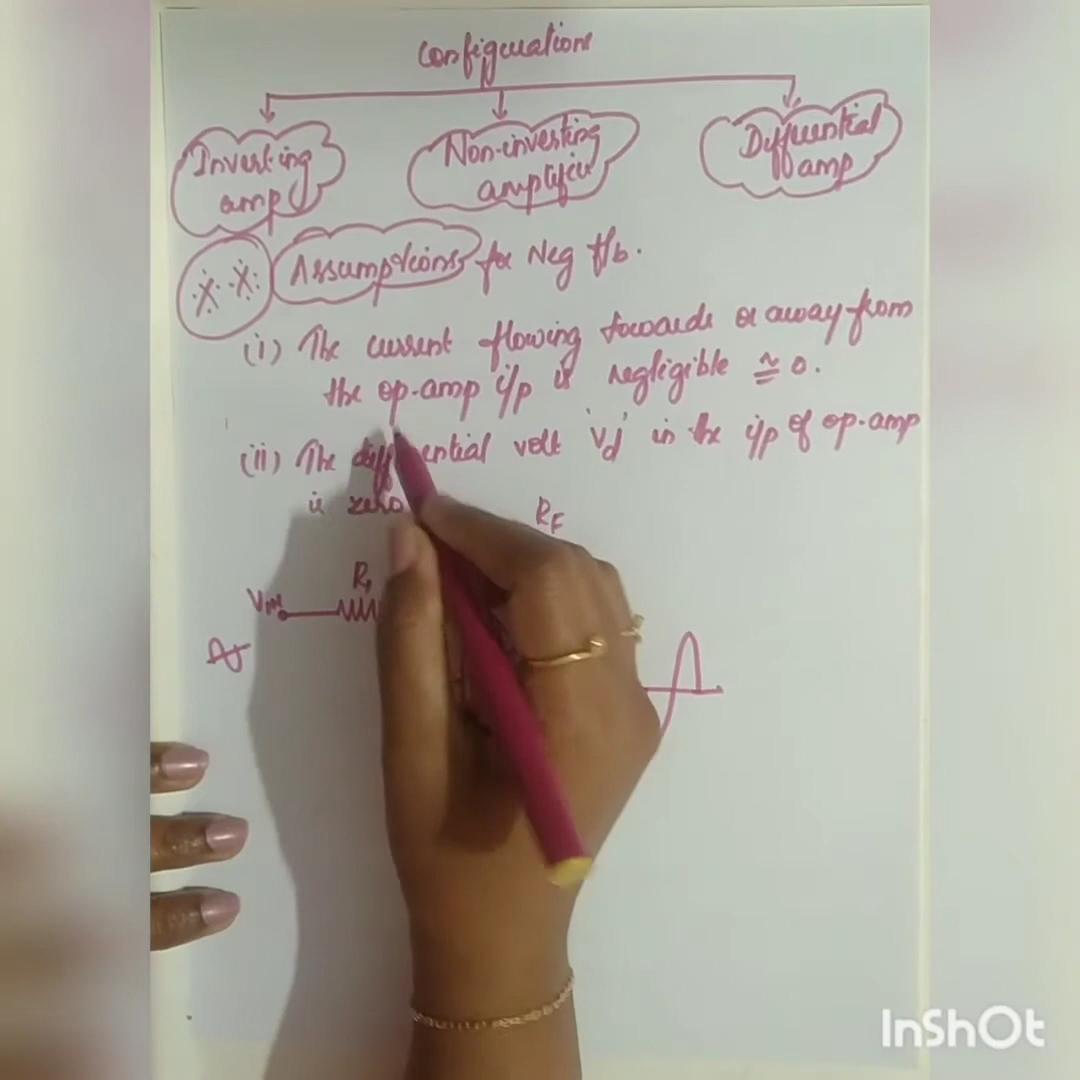 Configurations
Inverting
amp
Non-inverting
amplifier
Differential
amp
Assumptions for Neg f/b.
(i) The current flowing towards or away from
the op-amp i/p is negligible ≅ 0.
(ii) The differential volt 'Vd' in the i/p of op-amp
is zero
RF
R1
VIN
InShOt